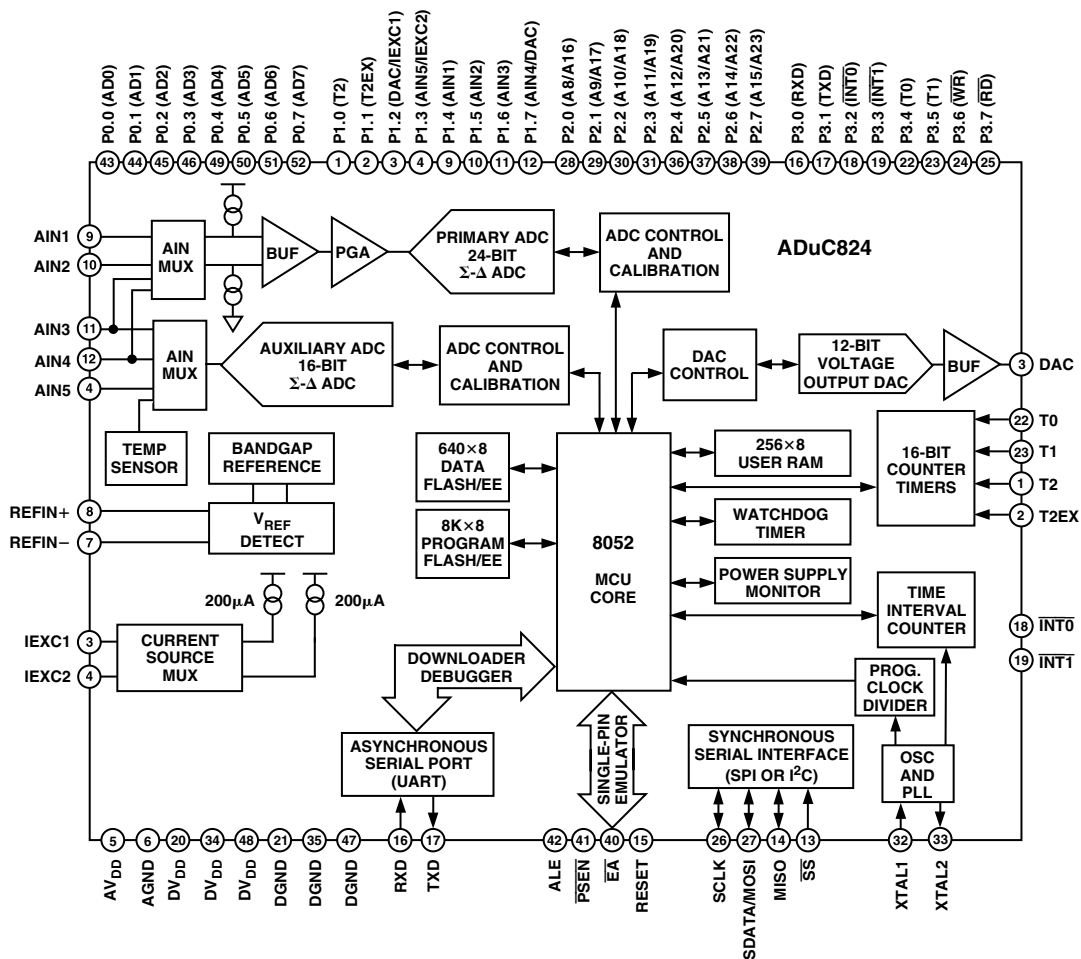 P0.0 (AD0)
P0.1 (AD1)
P0.2 (AD2)
P0.3 (AD3)
P0.4 (AD4)
P0.5 (AD5)
P0.6 (AD6)
P0.7 (AD7)
P1.0 (T2)
P1.1 (T2EX)
P1.2 (DAC/IEXC1)
P1.3 (AIN5/IEXC2)
P1.4 (AIN1)
P1.5 (AIN2)
P1.6 (AIN3)
P1.7 (AIN4/DAC)
P2.0 (A8/A16)
P2.1 (A9/A17)
P2.2 (A10/A18)
P2.3 (A11/A19)
P2.4 (A12/A20)
P2.5 (A13/A21)
P2.6 (A14/A22)
P2.7 (A15/A23)
P3.0 (RXD)
P3.1 (TXD)
P3.2 (INT0)
P3.3 (INT1)
P3.4 (T0)
P3.5 (T1)
P3.6 (WR)
P3.7 (RD)
43 44 45 46 49 50 51 52 1 2 3 4 9 10 11 12 28 29 30 31 36 37 38 39 16 17 18 19 22 23 24 25
ADuC824
AIN1 9
AIN2 10
AIN
MUX
BUF
PGA
PRIMARY ADC
24-BIT
Σ-Δ ADC
ADC CONTROL
AND
CALIBRATION
AIN3 11
AIN4 12
AIN5 4
AIN
MUX
AUXILIARY ADC
16-BIT
Σ-Δ ADC
ADC CONTROL
AND
CALIBRATION
DAC
CONTROL
12-BIT
VOLTAGE
OUTPUT DAC
BUF
3 DAC
TEMP
SENSOR
BANDGAP
REFERENCE
640×8
DATA
FLASH/EE
256×8
USER RAM
16-BIT
COUNTER
TIMERS
22 T0
23 T1
1 T2
2 T2EX
REFIN+ 8
REFIN− 7
VREF
DETECT
8K×8
PROGRAM
FLASH/EE
8052
MCU
CORE
WATCHDOG
TIMER
POWER SUPPLY
MONITOR
TIME
INTERVAL
COUNTER
200µA
200µA
IEXC1 3
IEXC2 4
CURRENT
SOURCE
MUX
18 INT0
19 INT1
DOWNLOADER
DEBUGGER
PROG.
CLOCK
DIVIDER
ASYNCHRONOUS
SERIAL PORT
(UART)
SINGLE-PIN
EMULATOR
SYNCHRONOUS
SERIAL INTERFACE
(SPI OR I²C)
OSC
AND
PLL
5 6 20 34 48 21 35 47 16 17 42 41 40 15 26 27 14 13 32 33
AVDD
AGND
DVDD
DVDD
DVDD
DGND
DGND
DGND
RXD
TXD
ALE
PSEN
EA
RESET
SCLK
SDATA/MOSI
MISO
SS
XTAL1
XTAL2